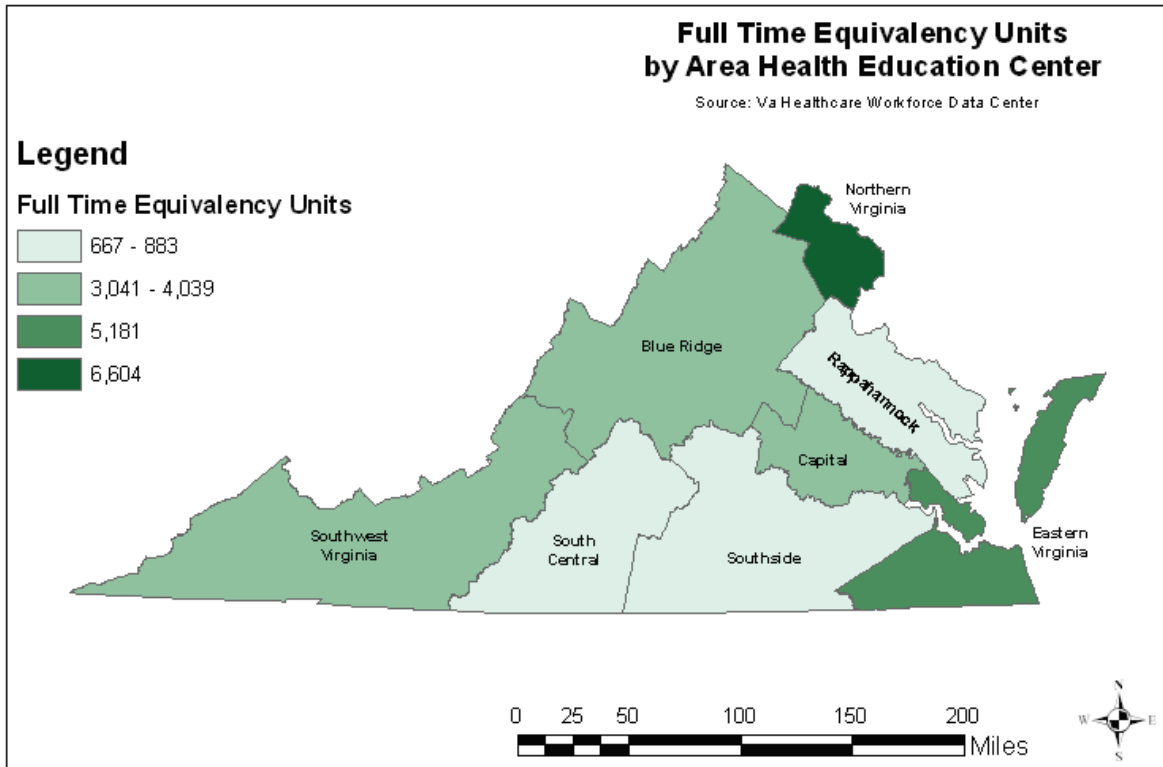 Full Time Equivalency Units
by Area Health Education Center
Source: Va Healthcare Workforce Data Center
Legend
Full Time Equivalency Units
667 - 883
3,041 - 4,039
5,181
6,604
Northern
Virginia
Blue Ridge
Rappahannock
Capital
Southwest
Virginia
South
Central
Southside
Eastern
Virginia
0 25 50 100 150 200
Miles
N
W E
S